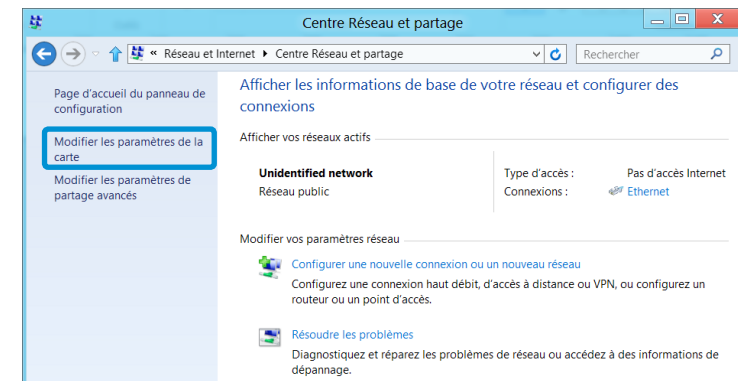 Centre Réseau et partage
« Réseau et Internet ▸ Centre Réseau et partage
Rechercher
Page d'accueil du panneau de
configuration
Modifier les paramètres de la
carte
Modifier les paramètres de
partage avancés
Afficher les informations de base de votre réseau et configurer des
connexions
Afficher vos réseaux actifs
Unidentified network
Réseau public
Type d'accès : Pas d'accès Internet
Connexions : Ethernet
Modifier vos paramètres réseau
Configurer une nouvelle connexion ou un nouveau réseau
Configurez une connexion haut débit, d'accès à distance ou VPN, ou configurez un
routeur ou un point d'accès.
Résoudre les problèmes
Diagnostiquez et réparez les problèmes de réseau ou accédez à des informations de
dépannage.